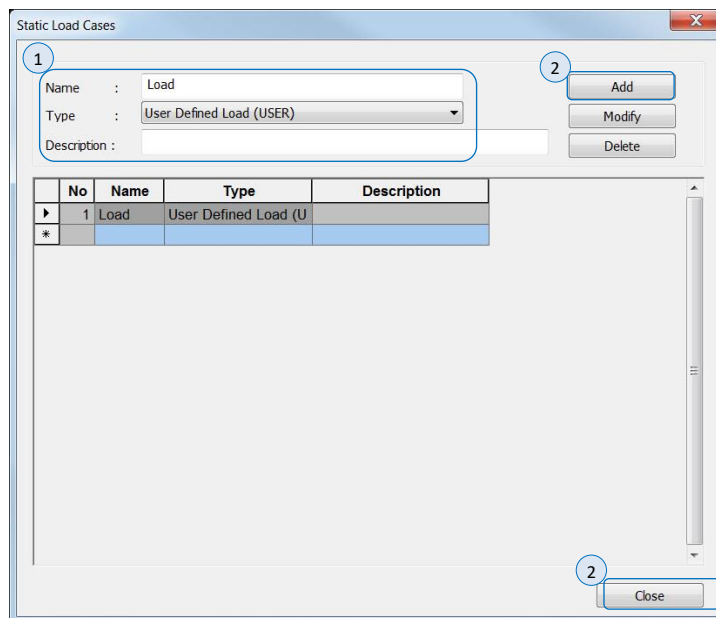 Static Load Cases
1
2
Name : Load
Add
Type : User Defined Load (USER)
Modify
Description :
Delete
No Name Type Description
1 Load User Defined Load (U
*
2
Close